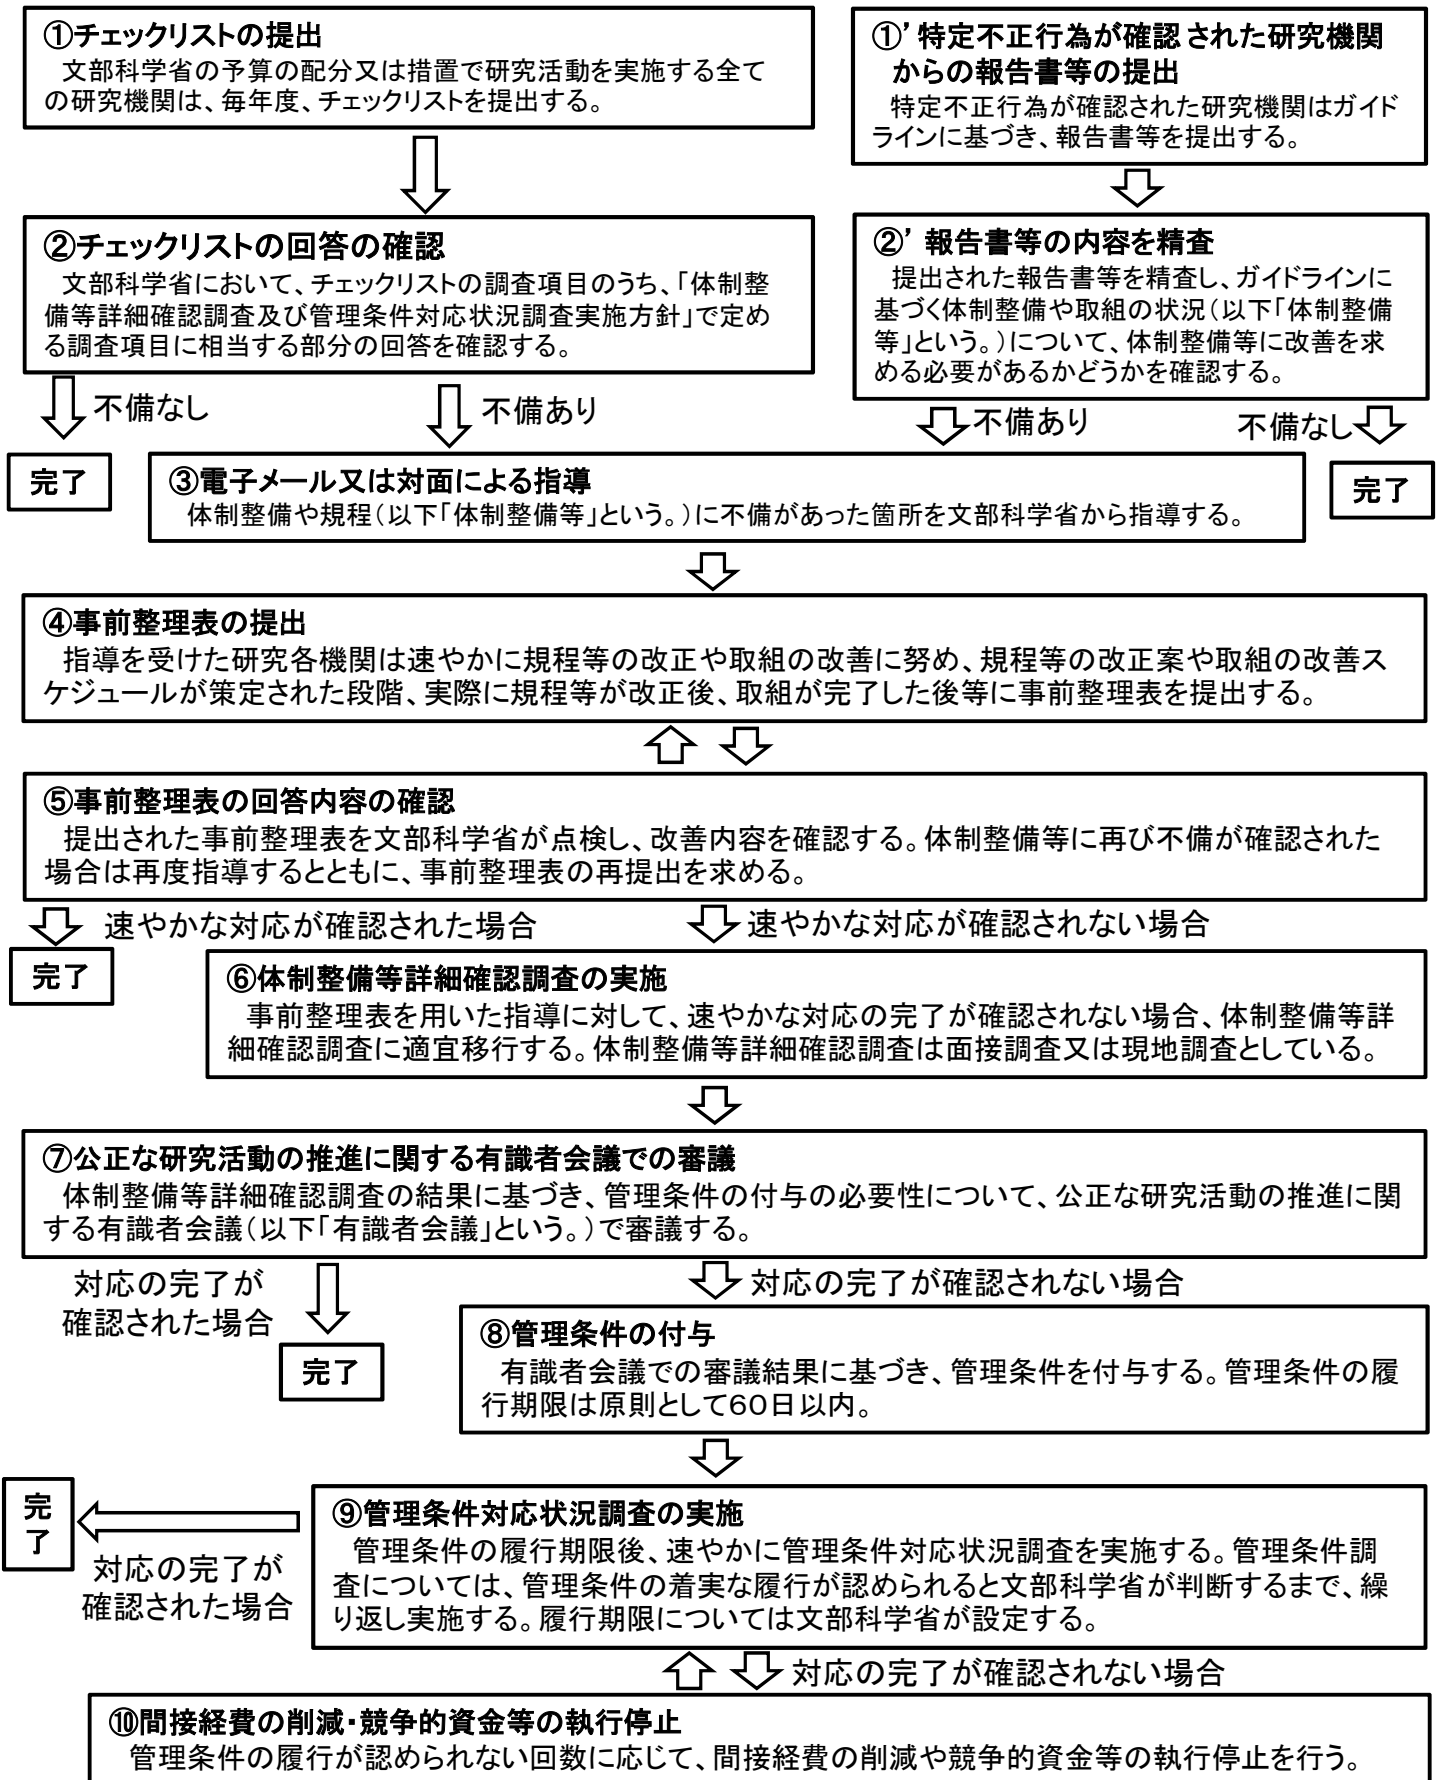 ①チェックリストの提出
文部科学省の予算の配分又は措置で研究活動を実施する全て
の研究機関は、毎年度、チェックリストを提出する。
①’特定不正行為が確認された研究機関
からの報告書等の提出
特定不正行為が確認された研究機関はガイド
ラインに基づき、報告書等を提出する。
②チェックリストの回答の確認
文部科学省において、チェックリストの調査項目のうち、「体制整
備等詳細確認調査及び管理条件対応状況調査実施方針」で定め
る調査項目に相当する部分の回答を確認する。
②’報告書等の内容を精査
提出された報告書等を精査し、ガイドラインに
基づく体制整備や取組の状況(以下「体制整備
等」という。)について、体制整備等に改善を求
める必要があるかどうかを確認する。
不備なし
不備あり
不備あり
不備なし
完了
③電子メール又は対面による指導
体制整備や規程(以下「体制整備等」という。)に不備があった箇所を文部科学省から指導する。
完了
④事前整理表の提出
指導を受けた研究各機関は速やかに規程等の改正や取組の改善に努め、規程等の改正案や取組の改善ス
ケジュールが策定された段階、実際に規程等が改正後、取組が完了した後等に事前整理表を提出する。
⑤事前整理表の回答内容の確認
提出された事前整理表を文部科学省が点検し、改善内容を確認する。体制整備等に再び不備が確認された
場合は再度指導するとともに、事前整理表の再提出を求める。
速やかな対応が確認された場合
速やかな対応が確認されない場合
完了
⑥体制整備等詳細確認調査の実施
事前整理表を用いた指導に対して、速やかな対応の完了が確認されない場合、体制整備等詳
細確認調査に適宜移行する。体制整備等詳細確認調査は面接調査又は現地調査としている。
⑦公正な研究活動の推進に関する有識者会議での審議
体制整備等詳細確認調査の結果に基づき、管理条件の付与の必要性について、公正な研究活動の推進に関
する有識者会議(以下「有識者会議」という。)で審議する。
対応の完了が
確認された場合
対応の完了が確認されない場合
完了
⑧管理条件の付与
有識者会議での審議結果に基づき、管理条件を付与する。管理条件の履
行期限は原則として60日以内。
完
了
対応の完了が
確認された場合
⑨管理条件対応状況調査の実施
管理条件の履行期限後、速やかに管理条件対応状況調査を実施する。管理条件調
査については、管理条件の着実な履行が認められると文部科学省が判断するまで、繰
り返し実施する。履行期限については文部科学省が設定する。
対応の完了が確認されない場合
⑩間接経費の削減・競争的資金等の執行停止
管理条件の履行が認められない回数に応じて、間接経費の削減や競争的資金等の執行停止を行う。